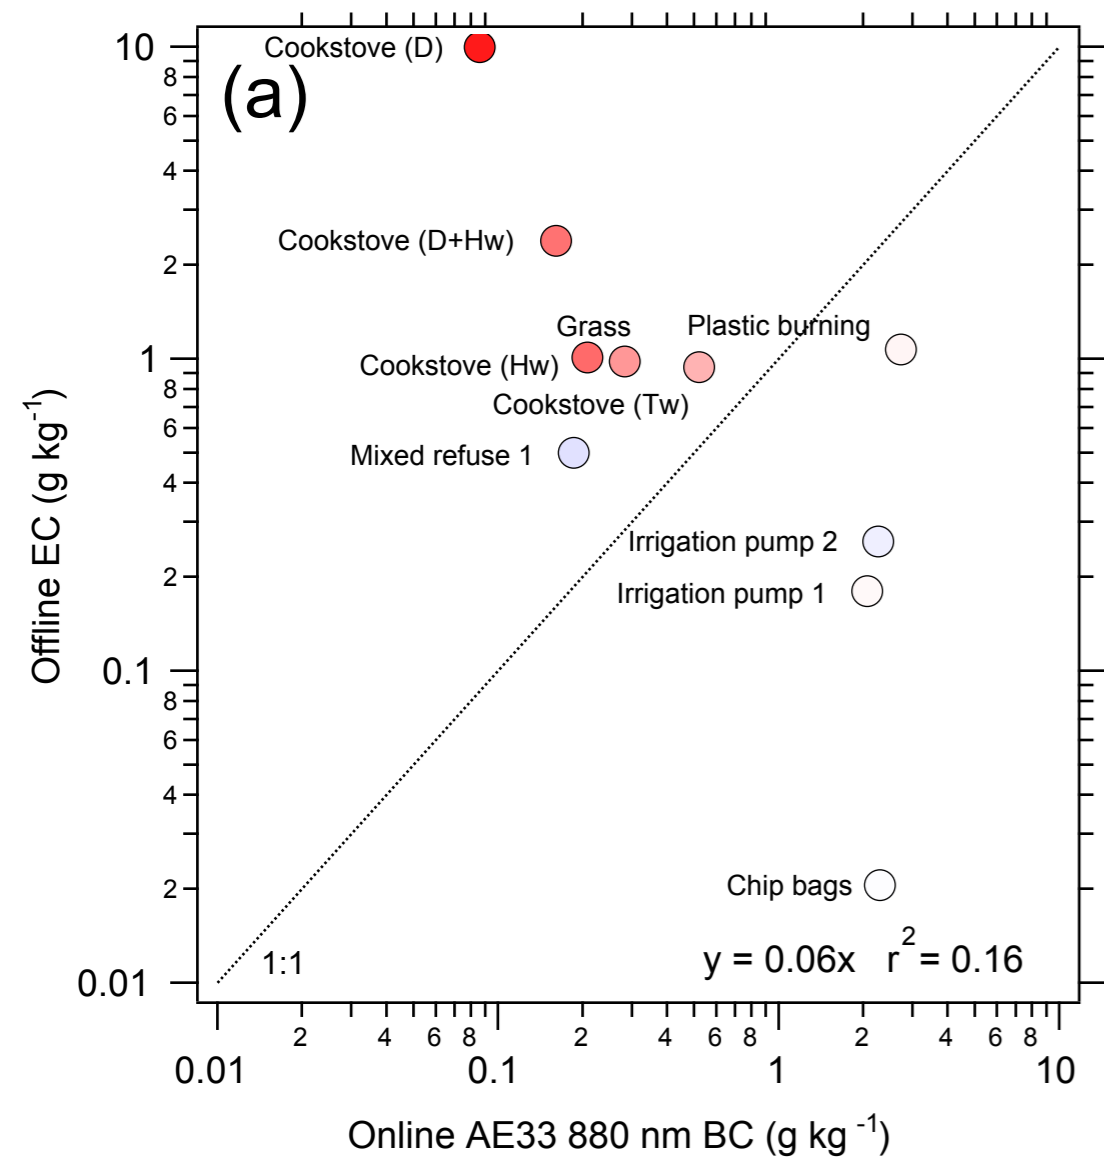 10
8
6
4
2
1
8
6
4
2
0.1
8
6
4
2
0.01
Offline EC (g kg-1)
(a)
Cookstove (D)
Cookstove (D+Hw)
Grass
Plastic burning
Cookstove (Hw)
Cookstove (Tw)
Mixed refuse 1
Irrigation pump 2
Irrigation pump 1
Chip bags
1:1
y = 0.06x r2 = 0.16
2 4 6 8 2 4 6 8 2 4 6 8
0.01 0.1 1 10
Online AE33 880 nm BC (g kg -1)